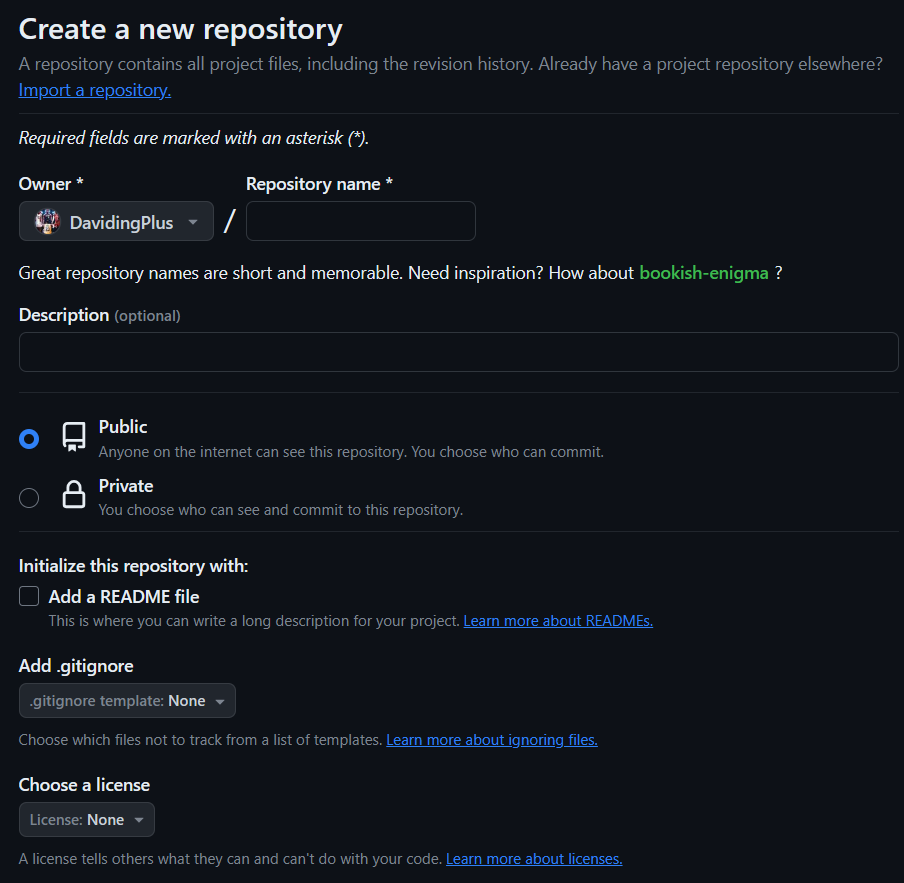 Create a new repository
A repository contains all project files, including the revision history. Already have a project repository elsewhere?
Import a repository.
Required fields are marked with an asterisk (*).
Owner * Repository name *
DavidingPlus /
Great repository names are short and memorable. Need inspiration? How about bookish-enigma ?
Description (optional)
Public
Anyone on the internet can see this repository. You choose who can commit.
Private
You choose who can see and commit to this repository.
Initialize this repository with:
Add a README file
This is where you can write a long description for your project. Learn more about READMEs.
Add .gitignore
.gitignore template: None
Choose which files not to track from a list of templates. Learn more about ignoring files.
Choose a license
License: None
A license tells others what they can and can't do with your code. Learn more about licenses.